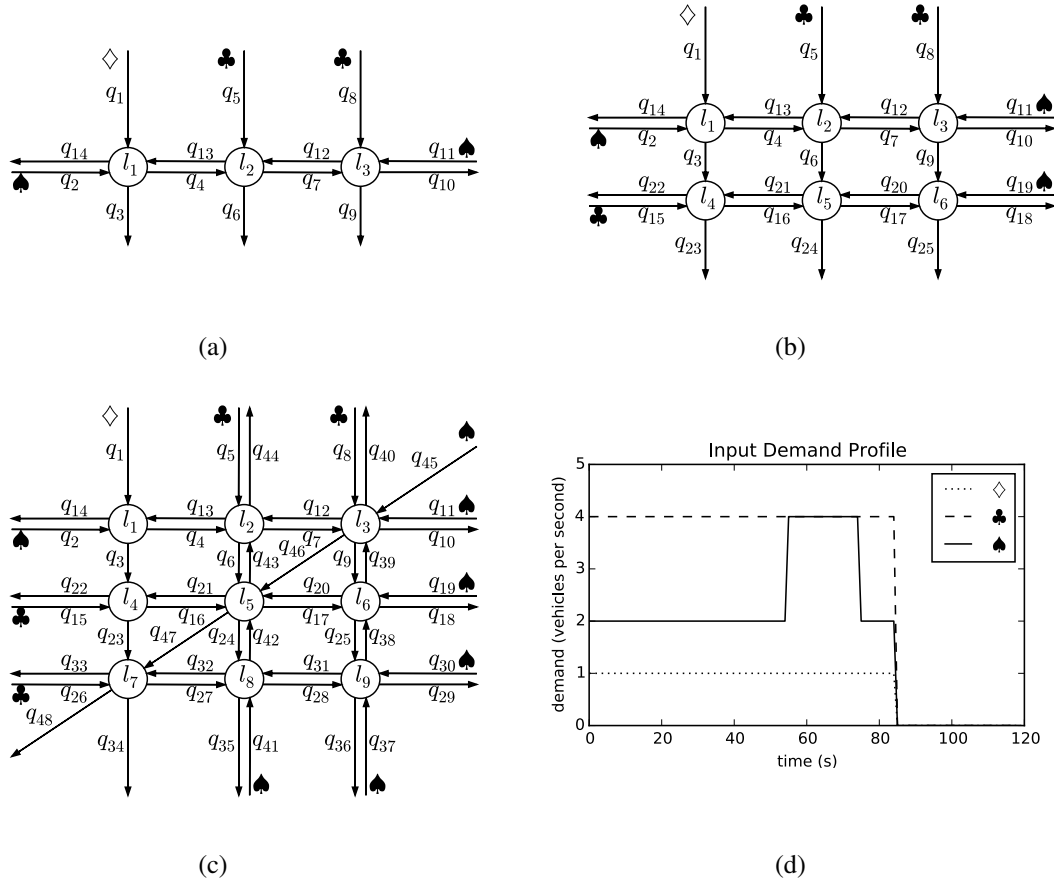 ♢ ♣ ♣
q1 q5 q8
q14 q13 q12 q11 ♠
l1 l2 l3
♠ q2 q4 q7 q10
q3 q6 q9
(a)
♢ ♣ ♣
q1 q5 q8
q14 q13 q12 q11 ♠
l1 l2 l3
♠ q2 q4 q7 q10
q3 q6 q9
q22 q21 q20 q19 ♠
l4 l5 l6
♣ q15 q16 q17 q18
q23 q24 q25
(b)
♢ ♣ ♣ ♠
q1 q5 q44 q8 q40 q45
q14 q13 q12 q11 ♠
l1 l2 l3
♠ q2 q4 q7 q10
q3 q6 q43 q46 q9 q39
q22 q21 q20 q19 ♠
l4 l5 l6
♣ q15 q16 q17 q18
q23 q47 q24 q42 q25 q38
q33 q32 q31 q30 ♠
l7 l8 l9
♣ q26 q27 q28 q29
q48 q34 q35 q41 q36 q37
♠ ♠
(c)
Input Demand Profile
demand (vehicles per second)
5
4
3
2
1
0
0 20 40 60 80 100 120
time (s)
♢
♣
♠
(d)